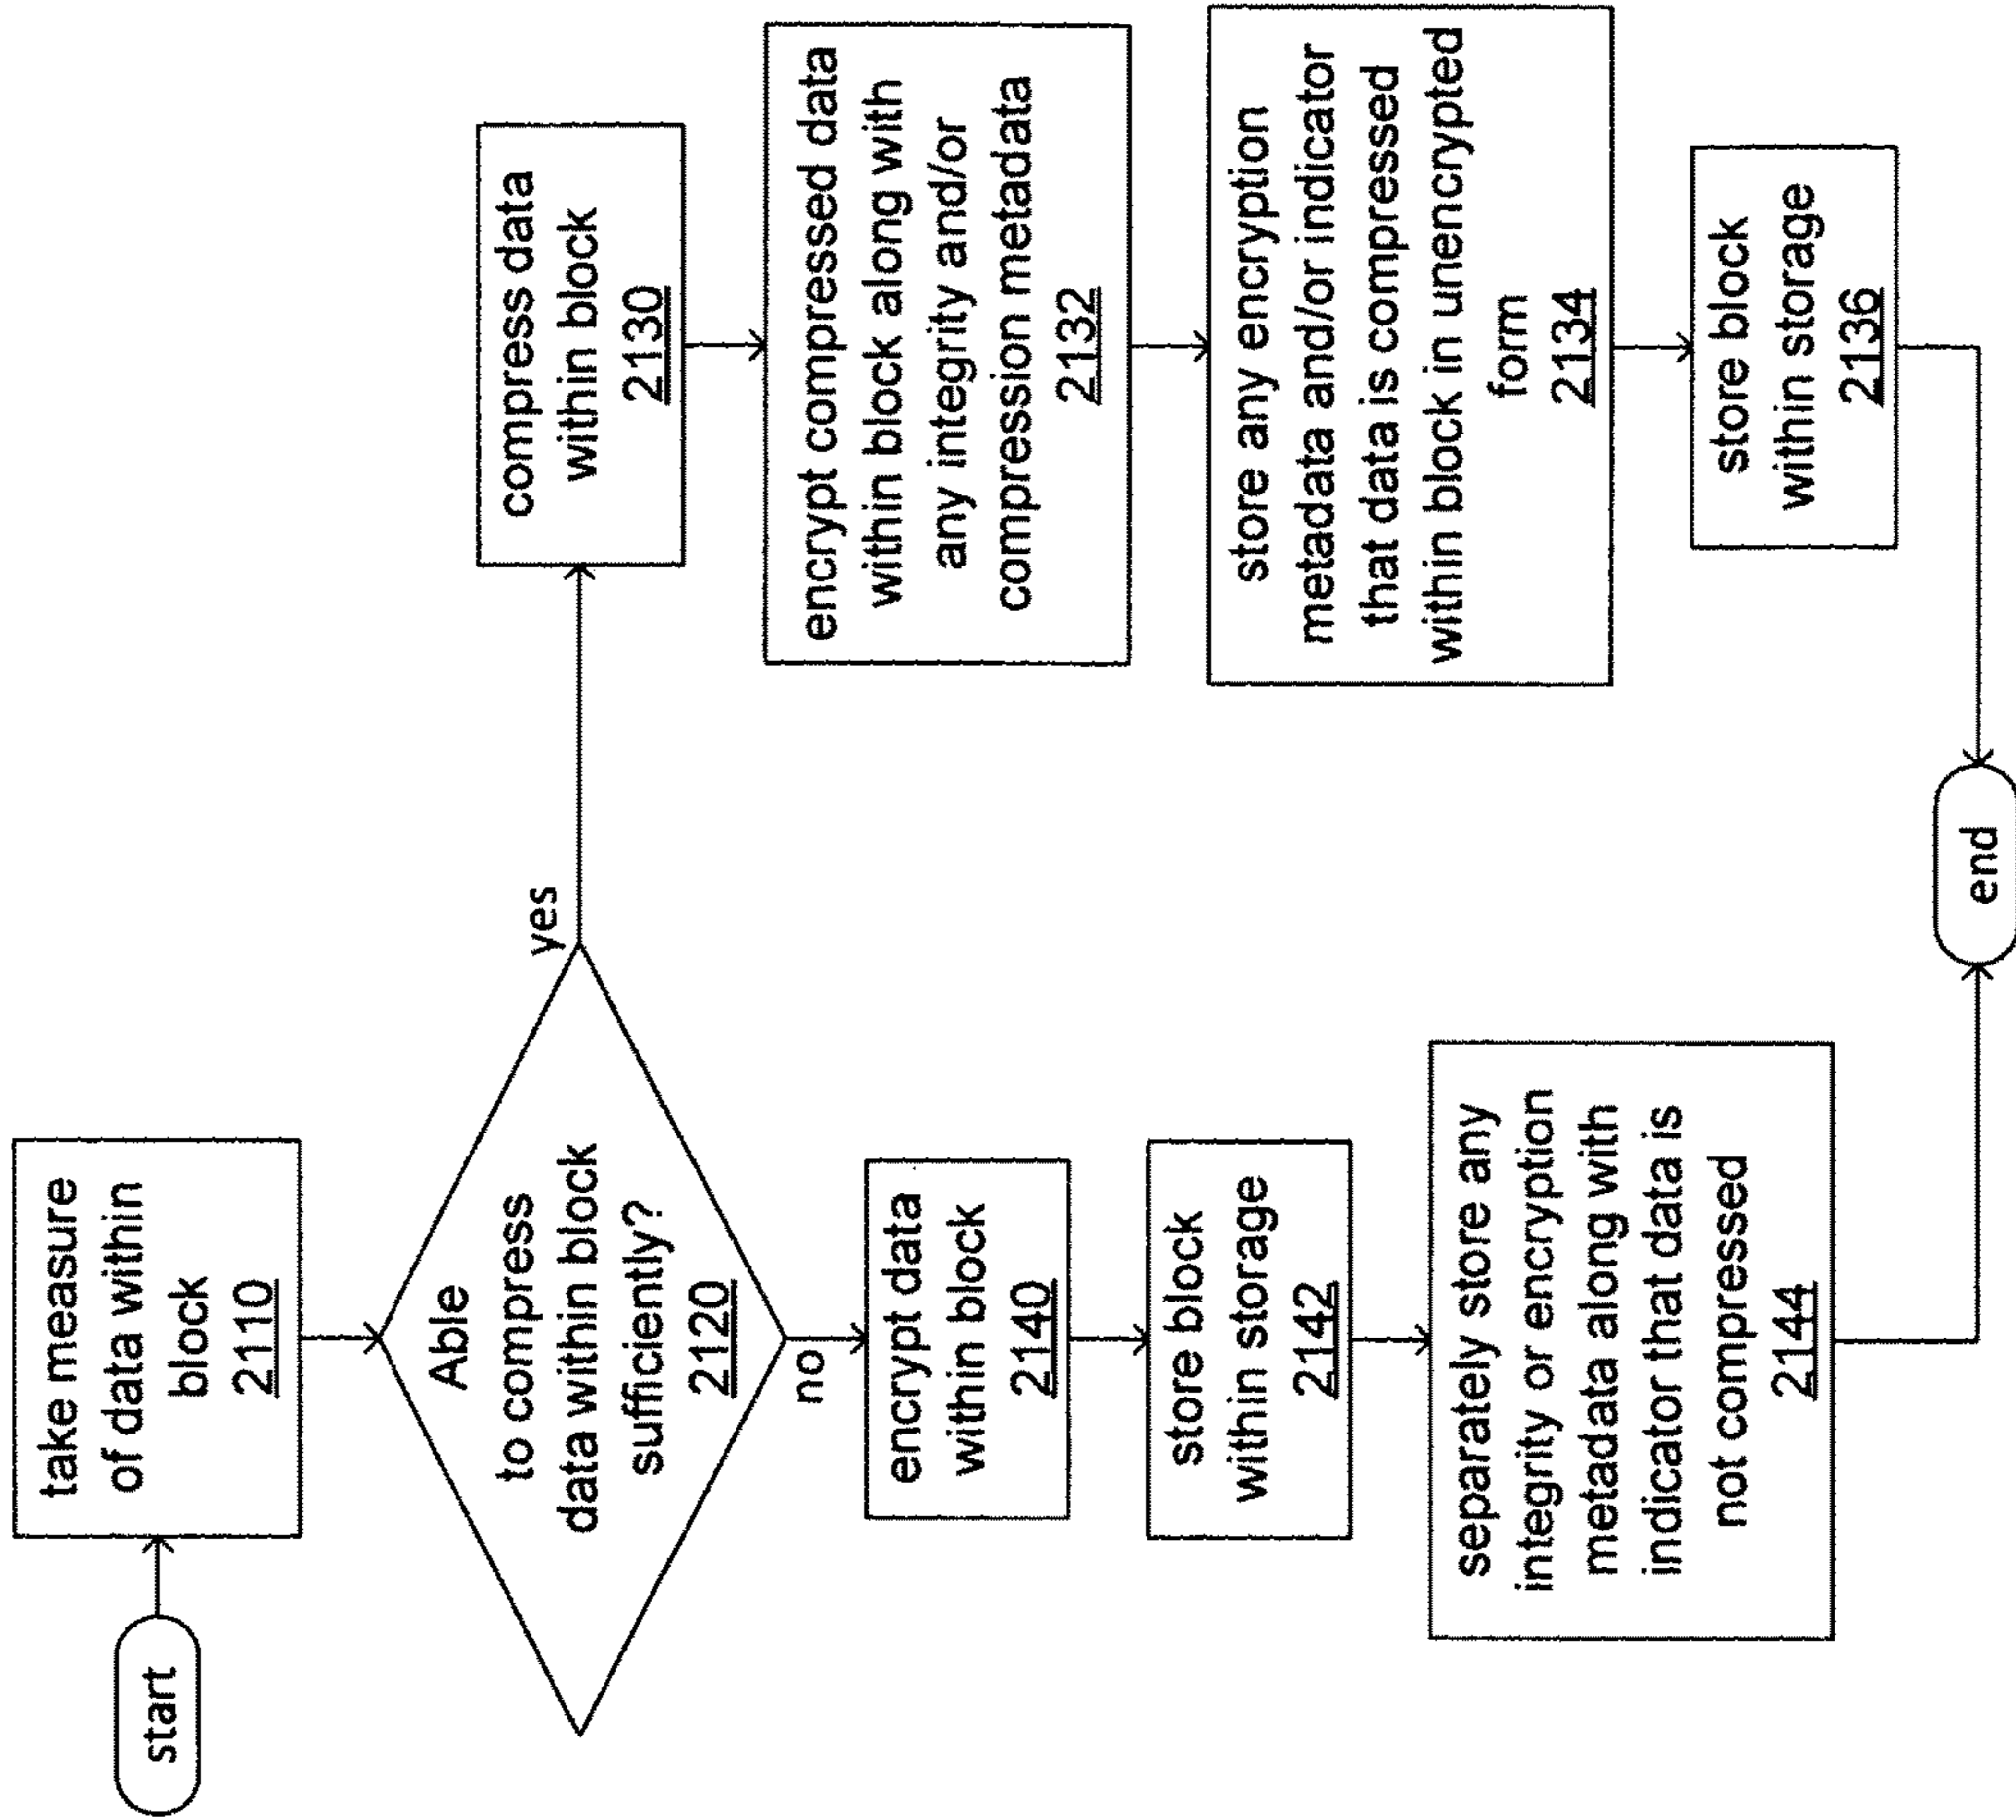 start
take measure
of data within
block
2110
Able
to compress
data within block
sufficiently?
2120
yes
no
compress data
within block
2130
encrypt compressed data
within block along with
any integrity and/or
compression metadata
2132
store any encryption
metadata and/or indicator
that data is compressed
within block in unencrypted
form
2134
store block
within storage
2136
encrypt data
within block
2140
store block
within storage
2142
separately store any
integrity or encryption
metadata along with
indicator that data is
not compressed
2144
end